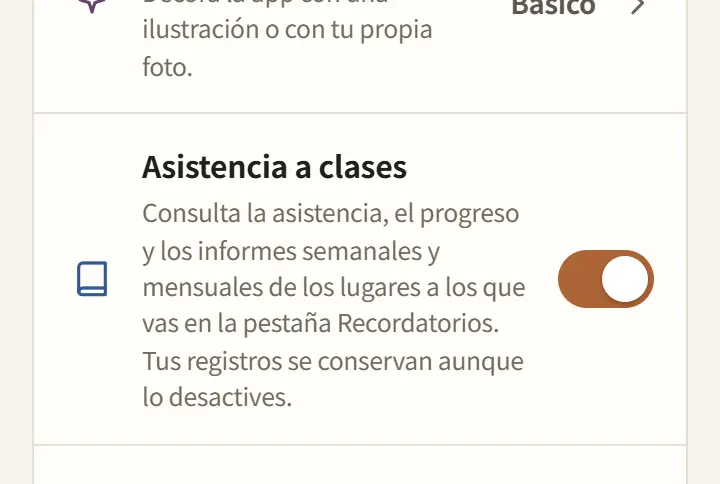 Básico
ilustración o con tu propia
foto.
Asistencia a clases
Consulta la asistencia, el progreso
y los informes semanales y
mensuales de los lugares a los que
vas en la pestaña Recordatorios.
Tus registros se conservan aunque
lo desactives.